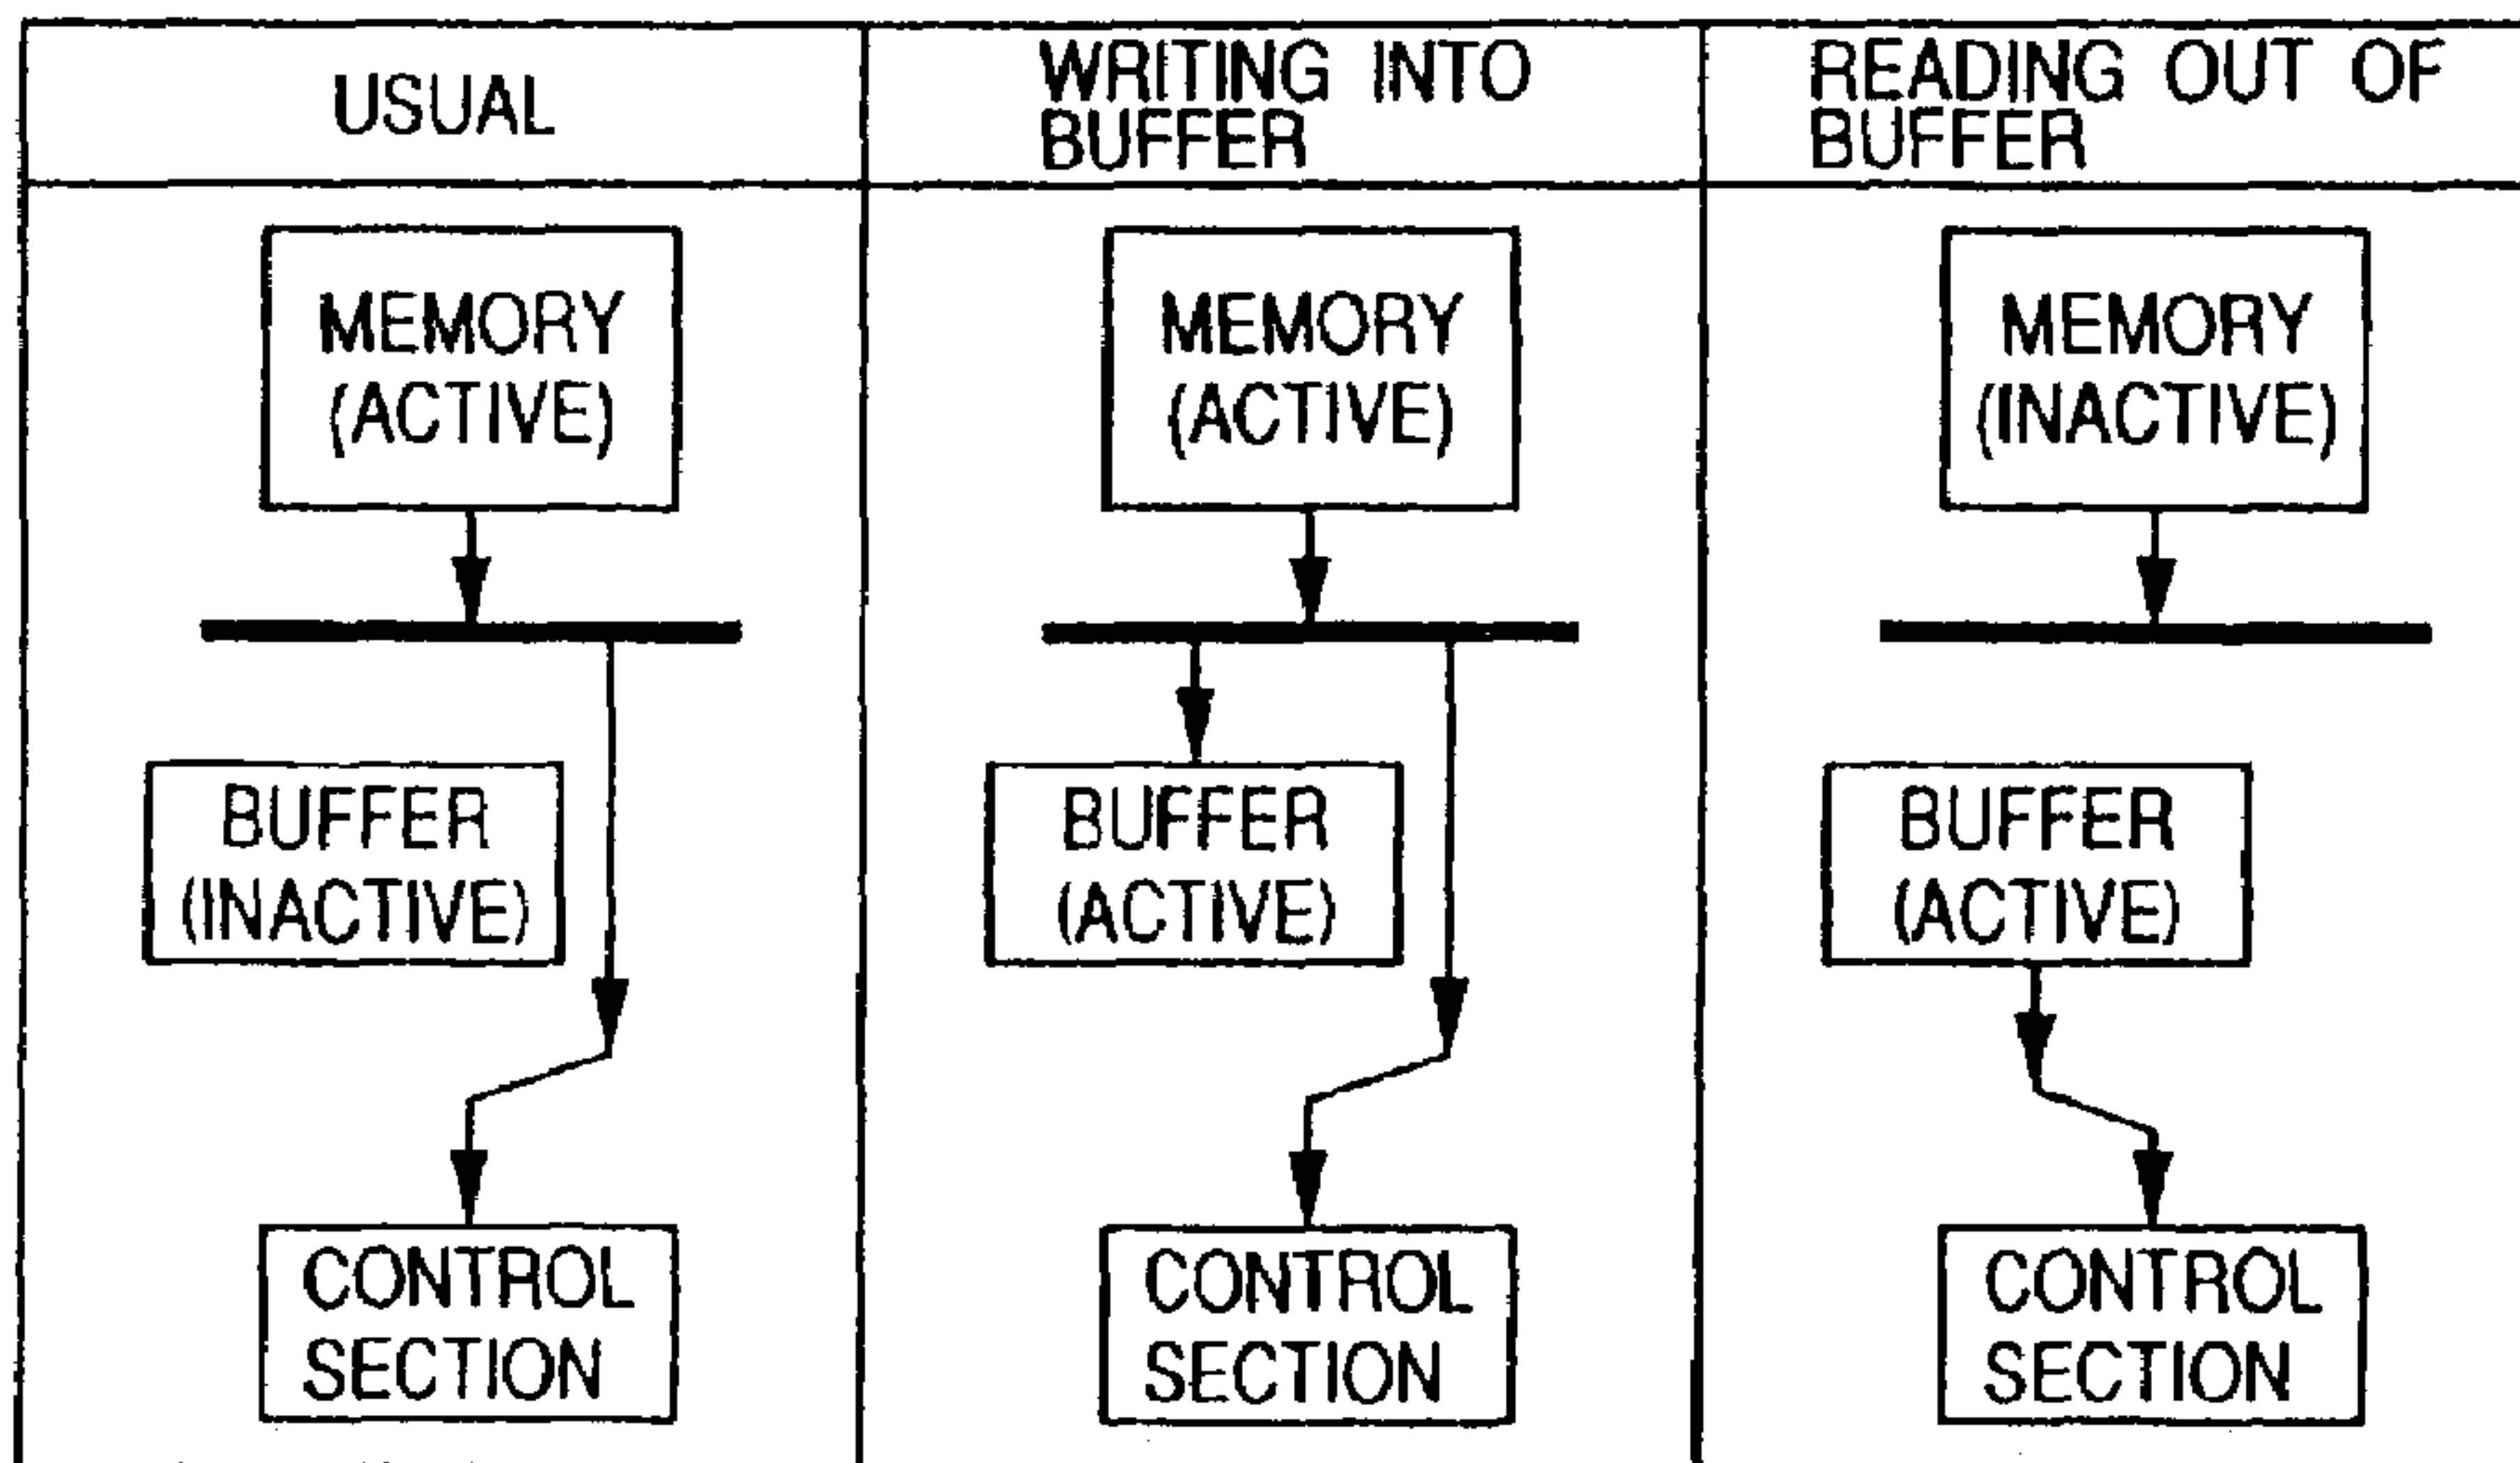 USUAL
WRITING INTO
BUFFER
READING OUT OF
BUFFER
MEMORY
(ACTIVE)
BUFFER
(INACTIVE)
CONTROL
SECTION
MEMORY
(ACTIVE)
BUFFER
(ACTIVE)
CONTROL
SECTION
MEMORY
(INACTIVE)
BUFFER
(ACTIVE)
CONTROL
SECTION